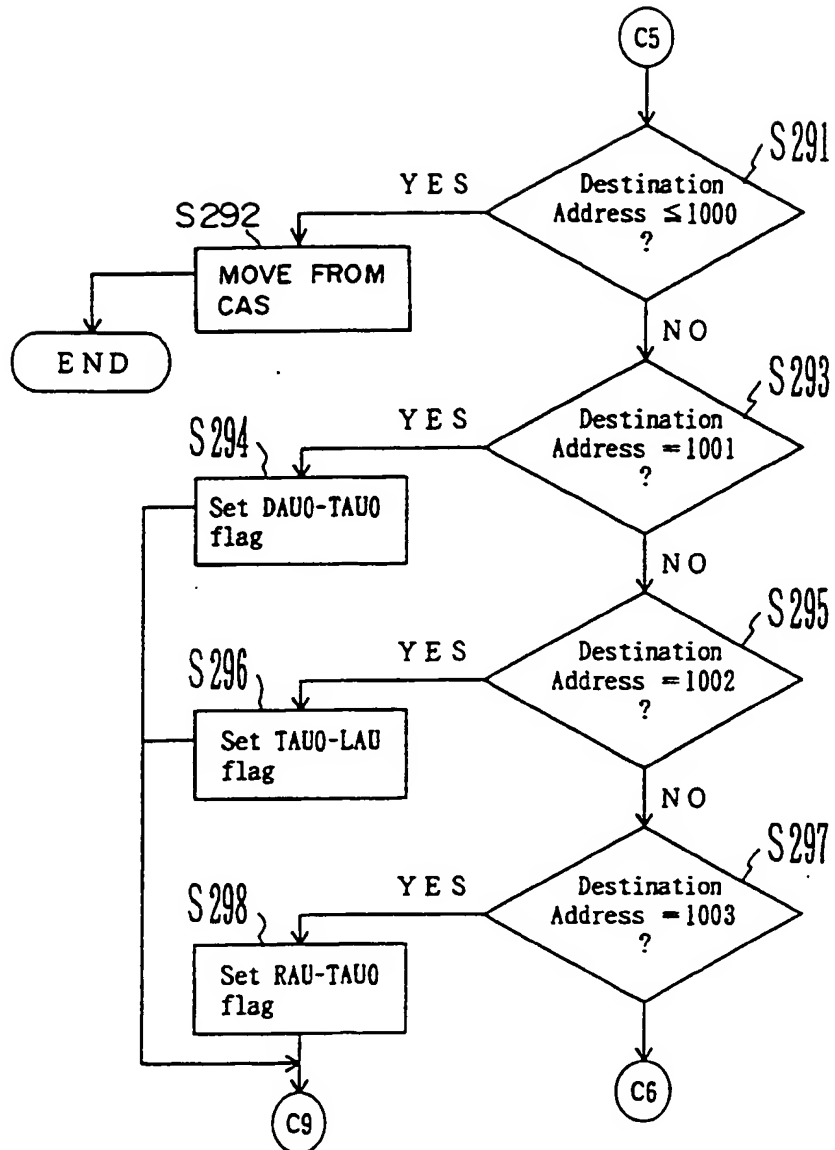 C5
S291
Destination
Address ≦1000
?
YES
S292
MOVE FROM
CAS
END
NO
S293
Destination
Address =1001
?
YES
S294
Set DAU0-TAU0
flag
NO
S295
Destination
Address =1002
?
YES
S296
Set TAU0-LAU
flag
NO
S297
Destination
Address =1003
?
YES
S298
Set RAU-TAU0
flag
C9
C6